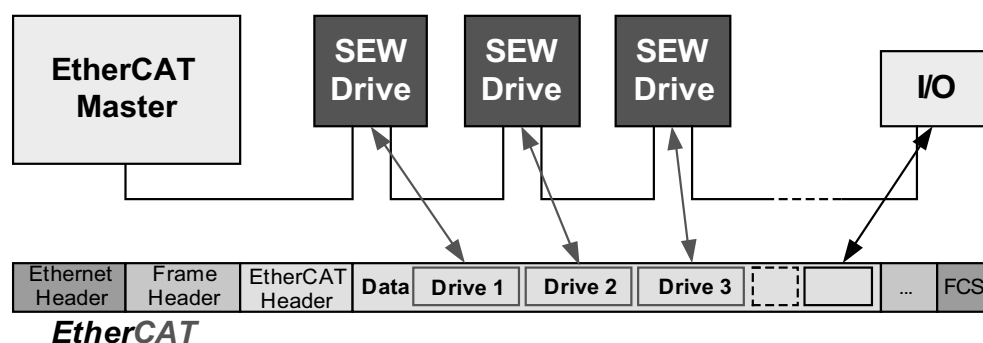 EtherCAT
Master
SEW
Drive
SEW
Drive
SEW
Drive
I/O
Ethernet
Header
Frame
Header
EtherCAT
Header
Data
Drive 1
Drive 2
Drive 3
...
FCS
EtherCAT